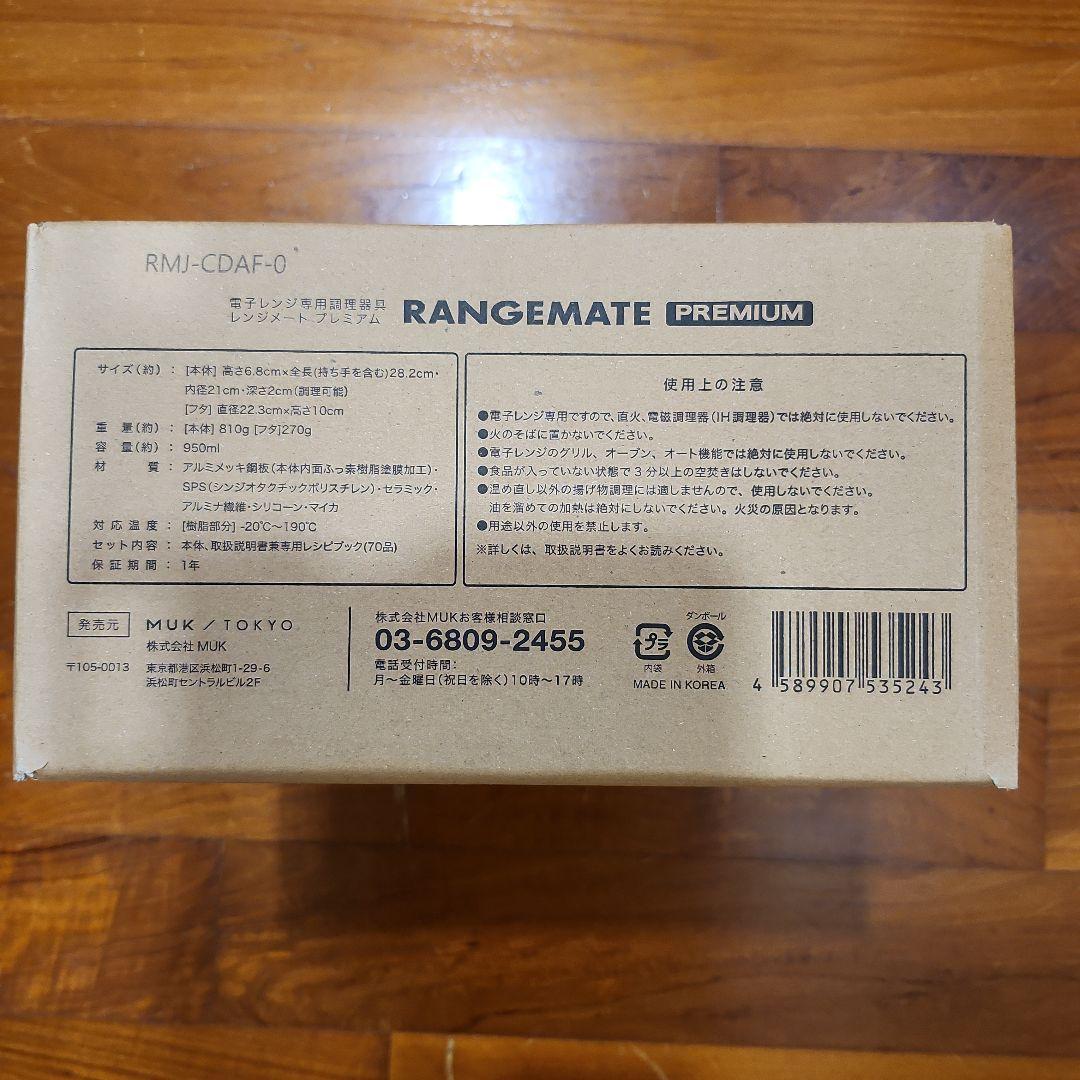 RMJ-CDAF-0
電子レンジ専用調理器具
レンジメート プレミアム
RANGEMATE PREMIUM
サイズ(約): [本体] 高さ6.8cm×全長(持ち手を含む)28.2cm・
内径21cm・深さ2cm(調理可能)
[フタ] 直径22.3cm×高さ10cm
重量(約): [本体] 810g [フタ]270g
容量(約): 950ml
材質: アルミメッキ鋼板(本体内面ふっ素樹脂塗膜加工)・
SPS(シンジオタクチックポリスチレン)・セラミック・
アルミナ繊維・シリコーン・マイカ
対応温度: [樹脂部分] -20℃〜190℃
セット内容: 本体、取扱説明書兼専用レシピブック(70品)
保証期間: 1年
使用上の注意
●電子レンジ専用ですので、直火、電磁調理器(IH調理器)では絶対に使用しないでください。
●火のそばに置かないでください。
●電子レンジのグリル、オーブン、オート機能では絶対に使用しないでください。
●食品が入っていない状態で3分以上の空焚きはしないでください。
●温め直し以外の揚げ物調理には適しませんので、使用しないでください。
油を溜めての加熱は絶対にしないでください。火災の原因となります。
●用途以外の使用を禁止します。
※詳しくは、取扱説明書をよくお読みください。
発売元 MUK/TOKYO
株式会社 MUK
〒105-0013 東京都港区浜松町1-29-6
浜松町セントラルビル2F
株式会社MUKお客様相談窓口
03-6809-2455
電話受付時間:
月〜金曜日(祝日を除く)10時〜17時
プラ
内袋
ダンボール
外箱
MADE IN KOREA
4 589907 535243